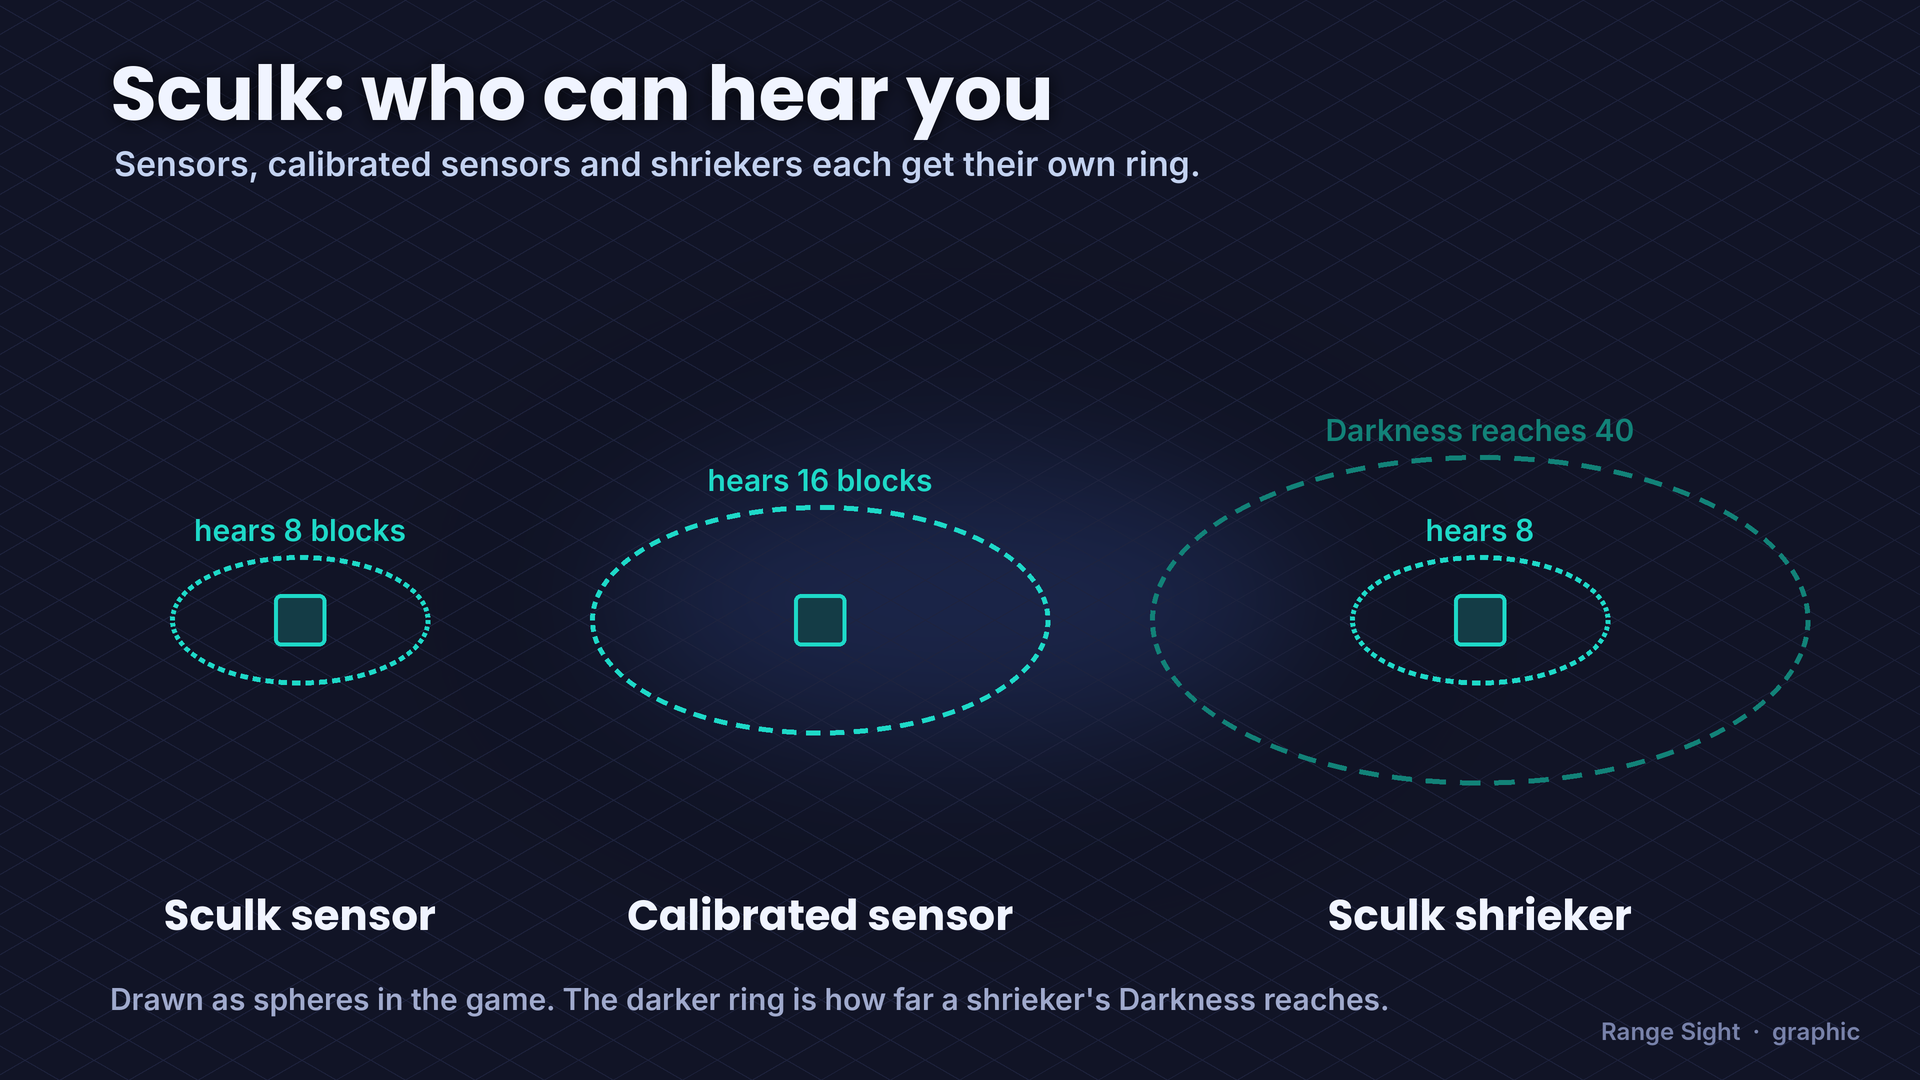 Sculk: who can hear you
Sensors, calibrated sensors and shriekers each get their own ring.
Darkness reaches 40
hears 16 blocks
hears 8 blocks
hears 8
Sculk sensor
Calibrated sensor
Sculk shrieker
Drawn as spheres in the game. The darker ring is how far a shrieker's Darkness reaches.
Range Sight · graphic